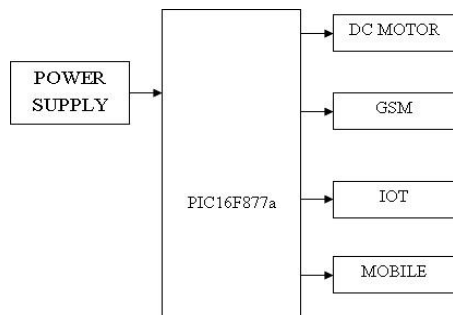 DC MOTOR
POWER
SUPPLY
GSM
PIC16F877a
IOT
MOBILE